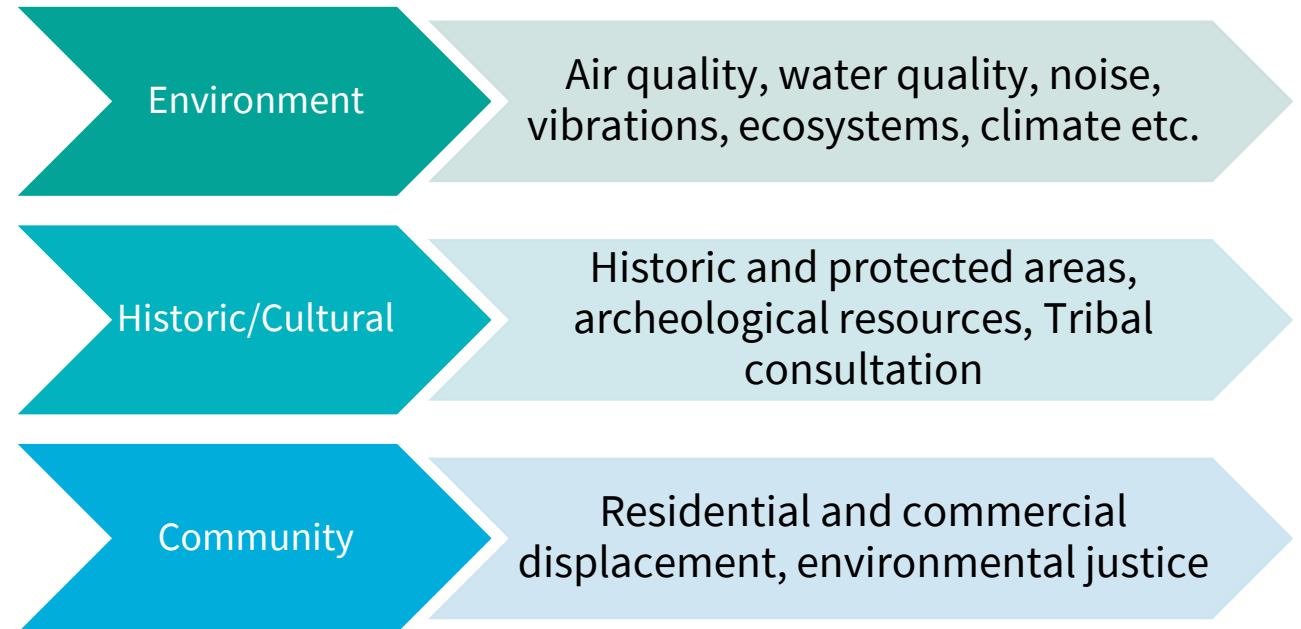 Environment
Air quality, water quality, noise,
vibrations, ecosystems, climate etc.
Historic/Cultural
Historic and protected areas,
archeological resources, Tribal
consultation
Community
Residential and commercial
displacement, environmental justice